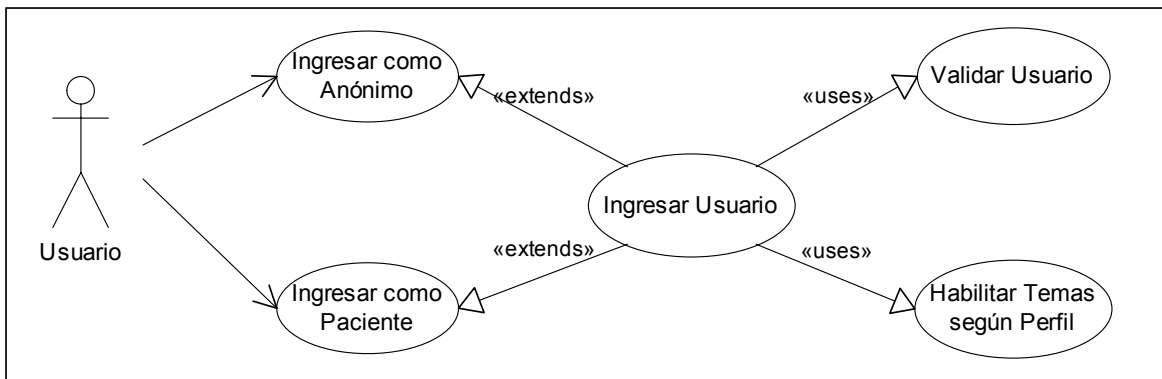 Ingresar como
Anónimo
Validar Usuario
«extends»
«uses»
Ingresar Usuario
Usuario
«extends»
«uses»
Ingresar como
Paciente
Habilitar Temas
según Perfil